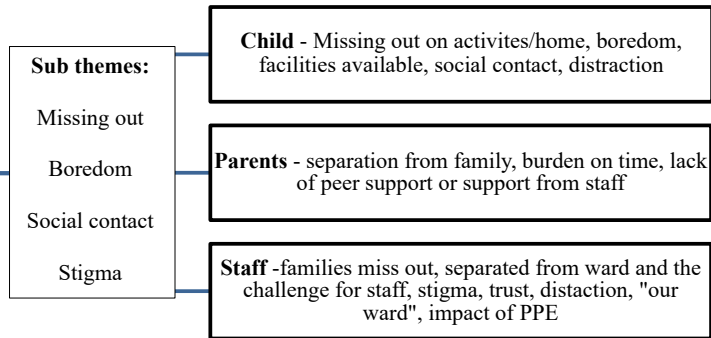 Sub themes:
Missing out
Boredom
Social contact
Stigma
Child - Missing out on activites/home, boredom,
facilities available, social contact, distraction
Parents - separation from family, burden on time, lack
of peer support or support from staff
Staff -families miss out, separated from ward and the
challenge for staff, stigma, trust, distaction, "our
ward", impact of PPE